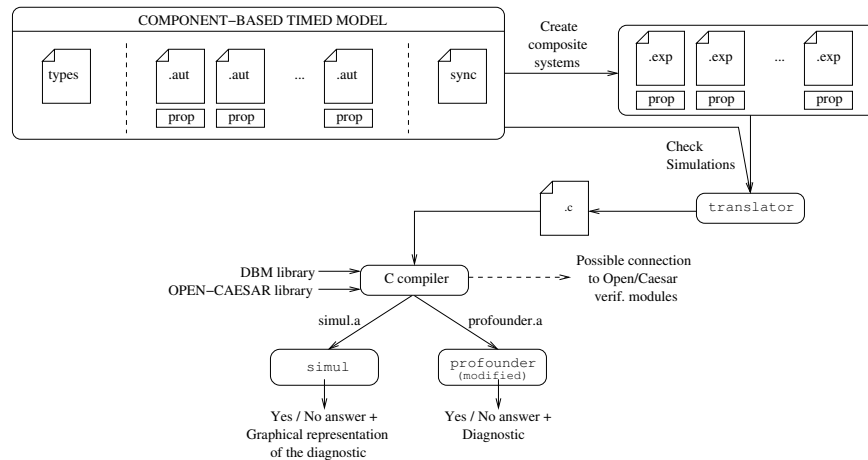 COMPONENT−BASED TIMED MODEL
types
.aut
.aut
...
.aut
sync
prop
prop
prop
Create
composite
systems
.exp
.exp
...
.exp
prop
prop
prop
Check
Simulations
translator
.c
DBM library
OPEN−CAESAR library
C compiler
Possible connection
to Open/Caesar
verif. modules
simul.a
profounder.a
simul
profounder
(modified)
Yes / No answer +
Graphical representation
of the diagnostic
Yes / No answer +
Diagnostic